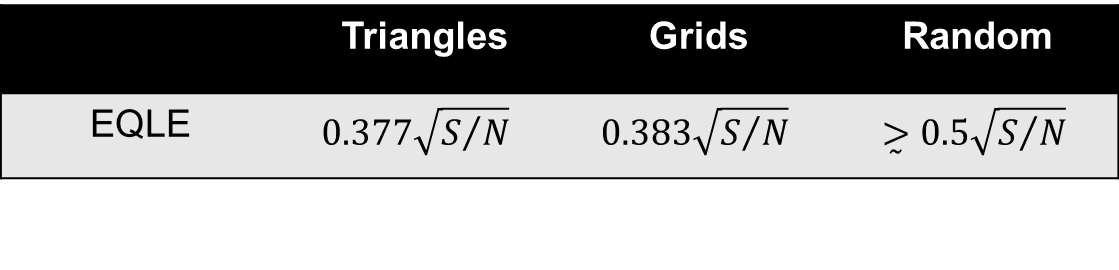 Triangles Grids Random
EQLE 0.377√S/N 0.383√S/N ≳ 0.5√S/N